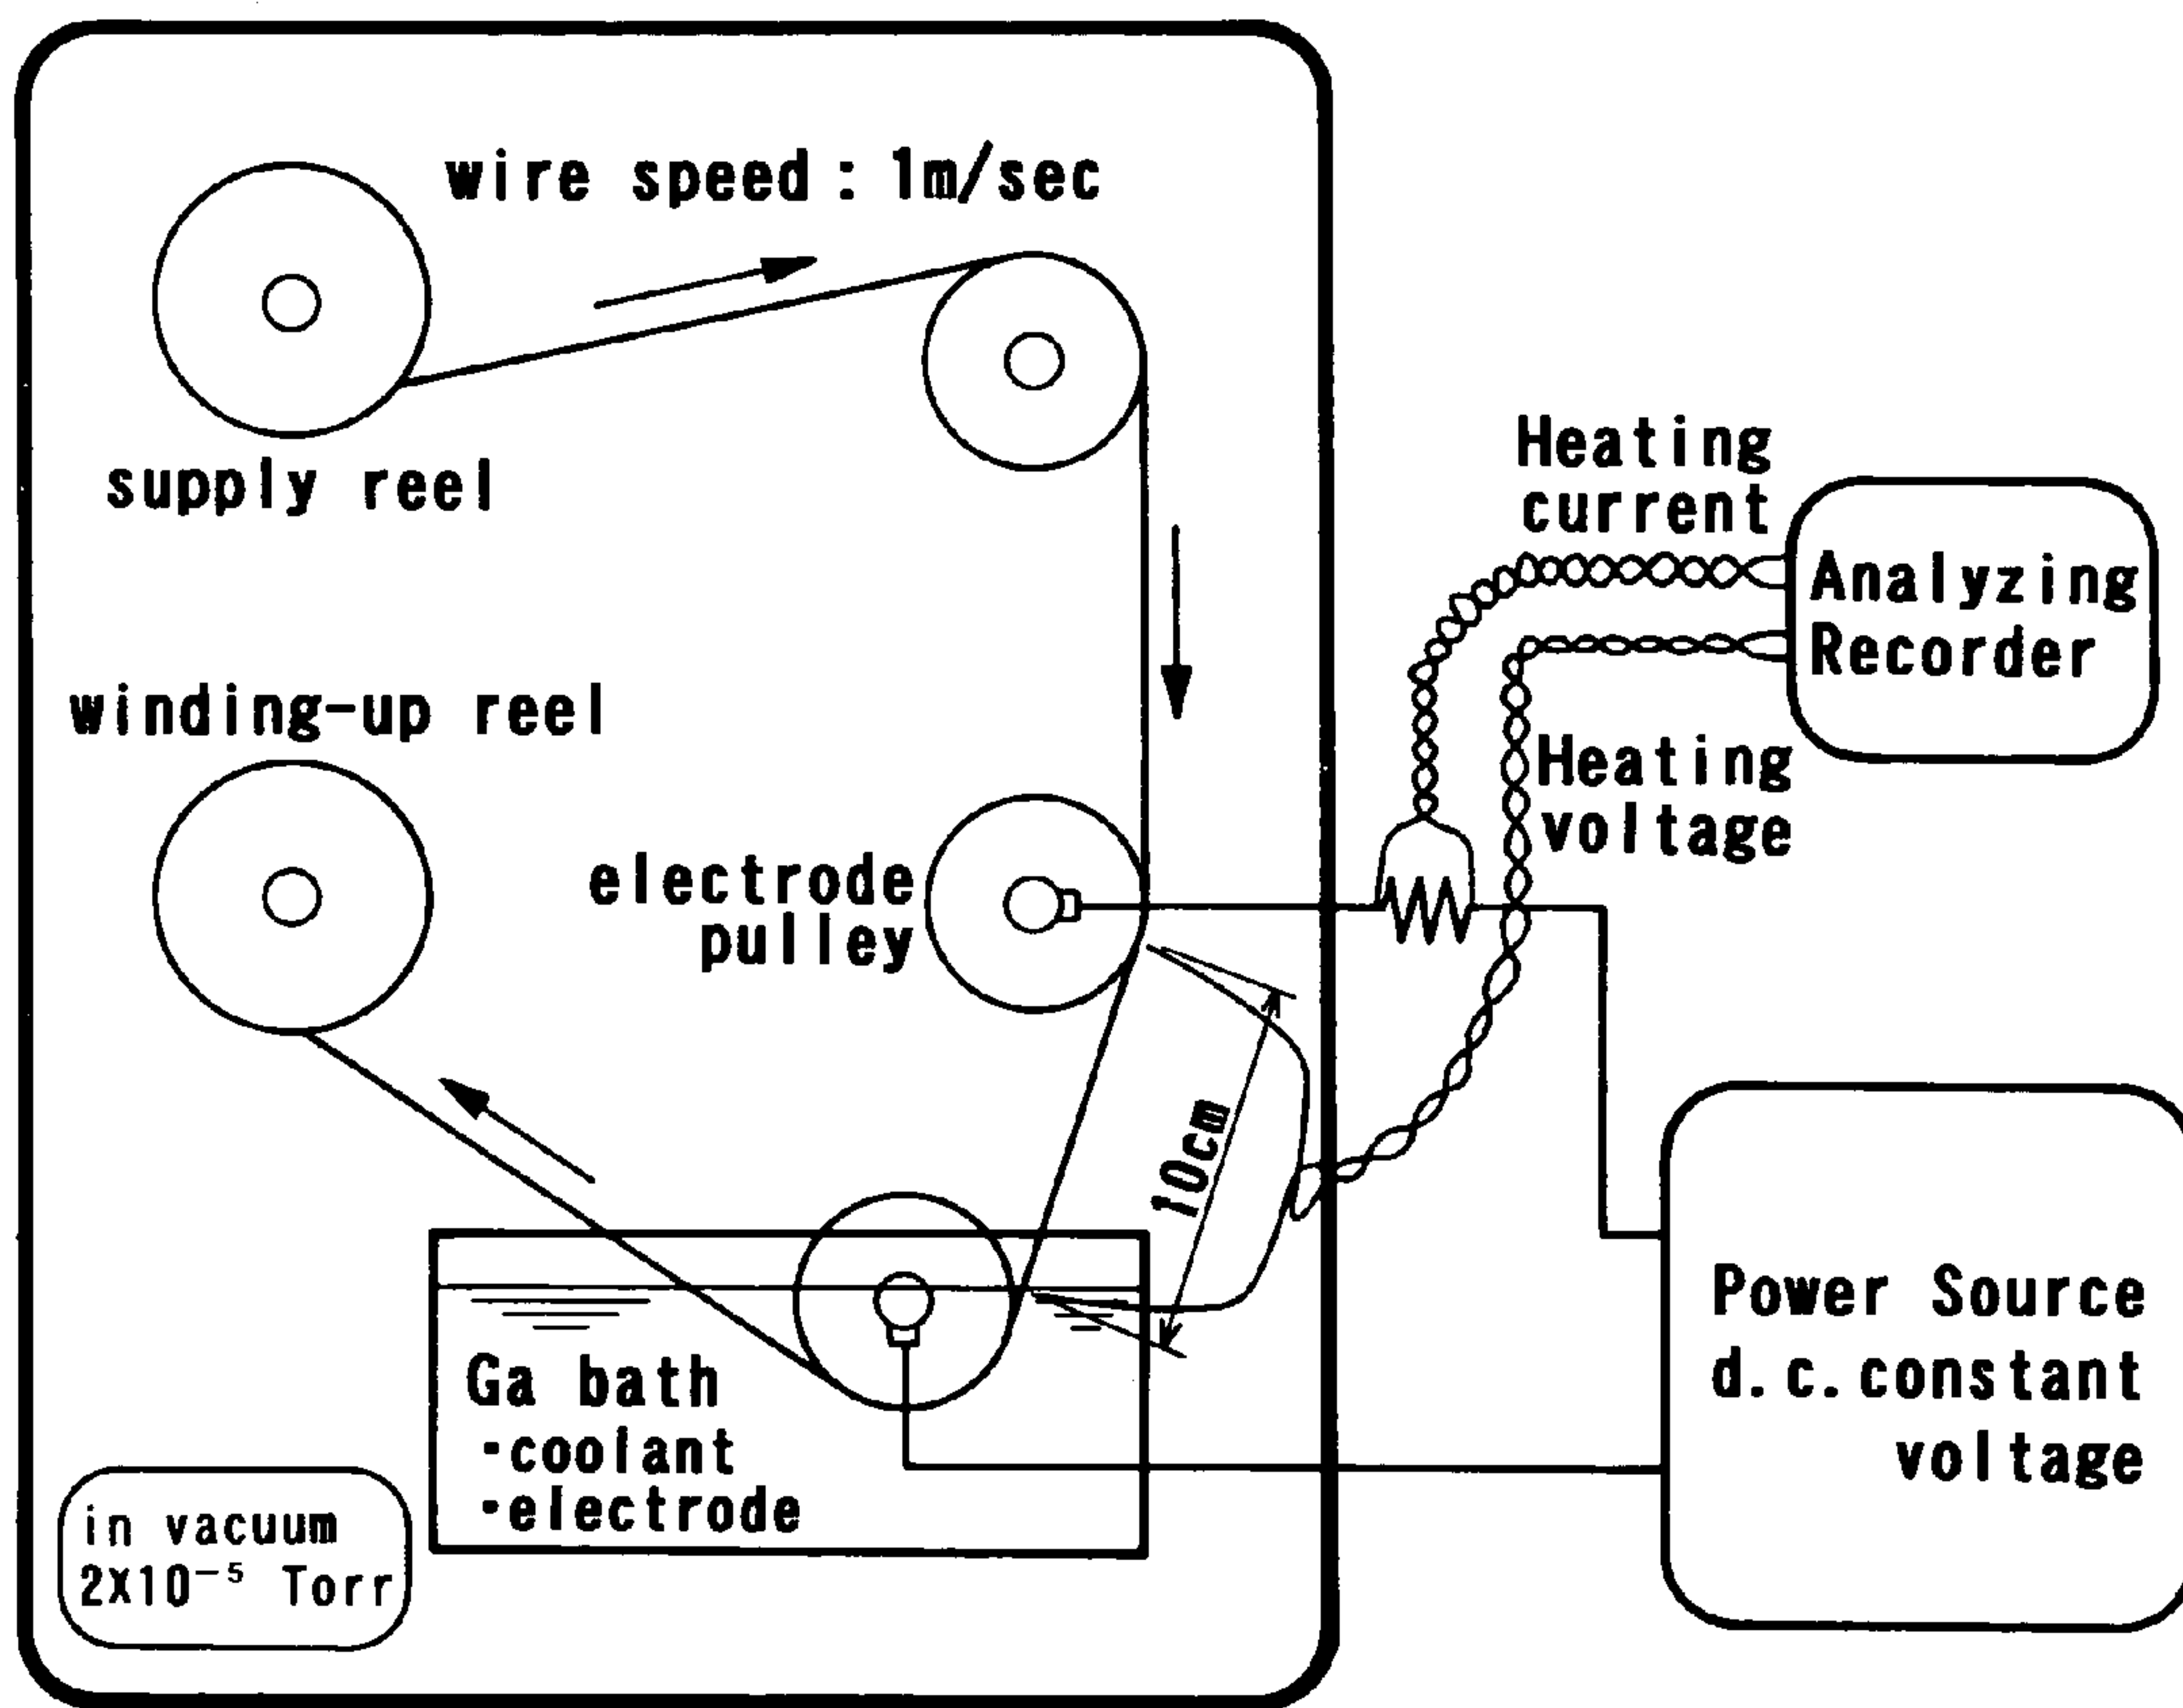 wire speed : 1m/sec
supply reel
Heating
current
Analyzing
Recorder
winding-up reel
Heating
voltage
electrode
pulley
10cm
Ga bath
・coolant
・electrode
Power Source
d.c.constant
voltage
in vacuum
2X10⁻⁵ Torr